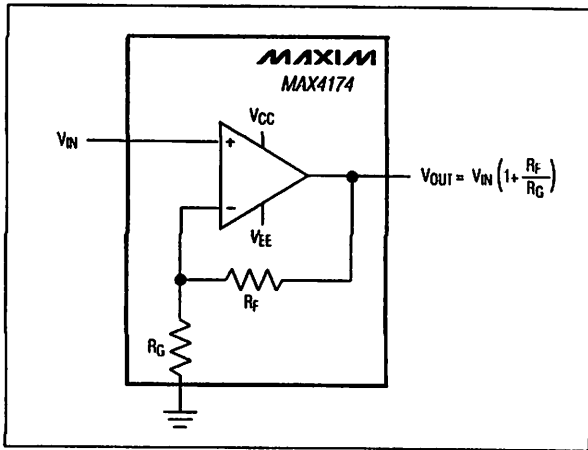 MAXIM
MAX4174
VCC
VIN
+
VOUT = VIN (1+ RF/RG)
−
VEE
RF
RG